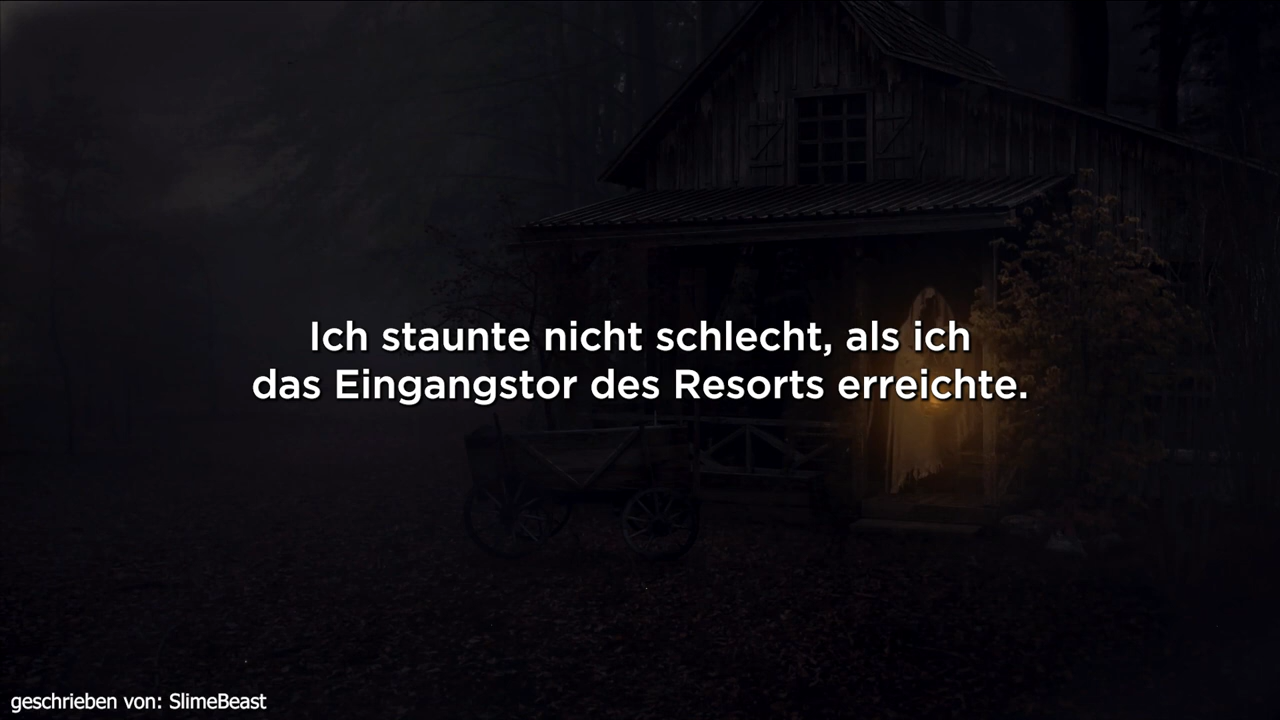 Ich staunte nicht schlecht, als ich
das Eingangstor des Resorts erreichte.
geschrieben von: SlimeBeast